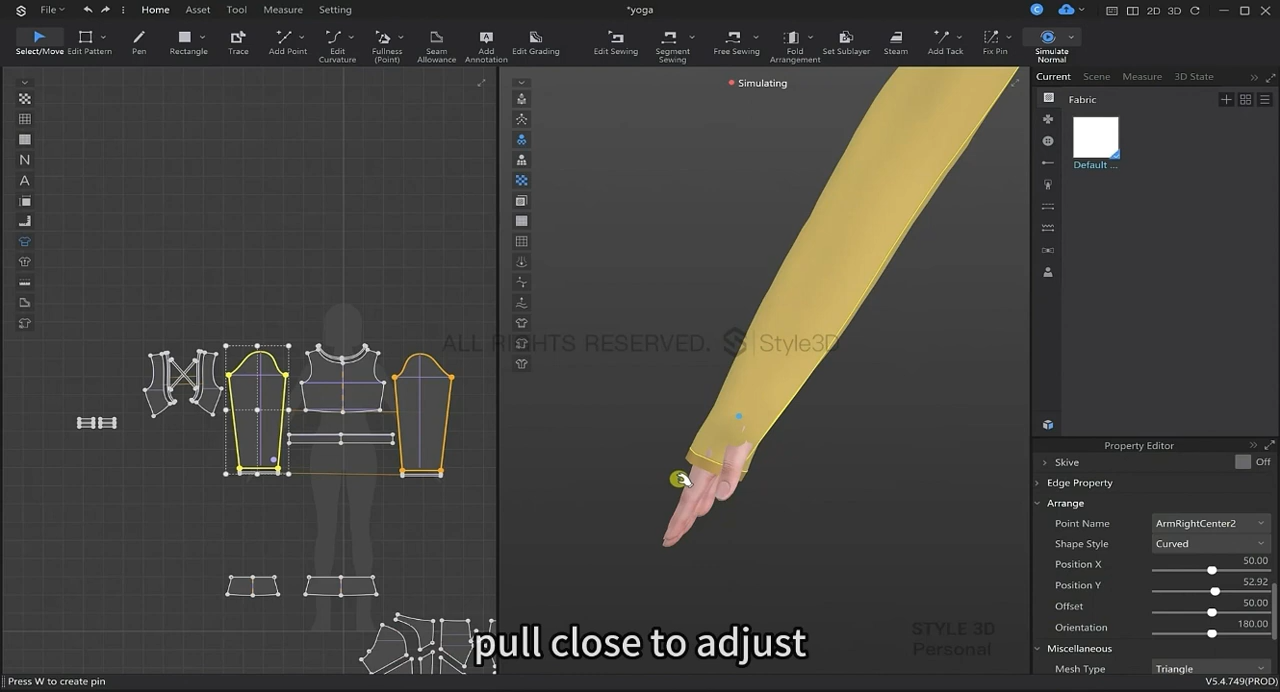 File
Home
Asset
Tool
Measure
Setting
*yoga
C
2D
3D
Select/Move
Edit Pattern
Pen
Rectangle
Trace
Add Point
Edit Curvature
Fullness (Point)
Seam Allowance
Add Annotation
Edit Grading
Edit Sewing
Segment Sewing
Free Sewing
Fold Arrangement
Set Sublayer
Steam
Add Tack
Fix Pin
Simulate Normal
Simulating
Current
Scene
Measure
3D State
Fabric
Default ...
N
A
ALL RIGHTS RESERVED. Style3D
Property Editor
Skive
Off
Edge Property
Arrange
Point Name
ArmRightCenter2
Shape Style
Curved
Position X
50.00
Position Y
52.92
Offset
50.00
Orientation
180.00
Miscellaneous
Mesh Type
Triangle
STYLE 3D
Personal
pull close to adjust
Press W to create pin
V5.4.749(PROD)